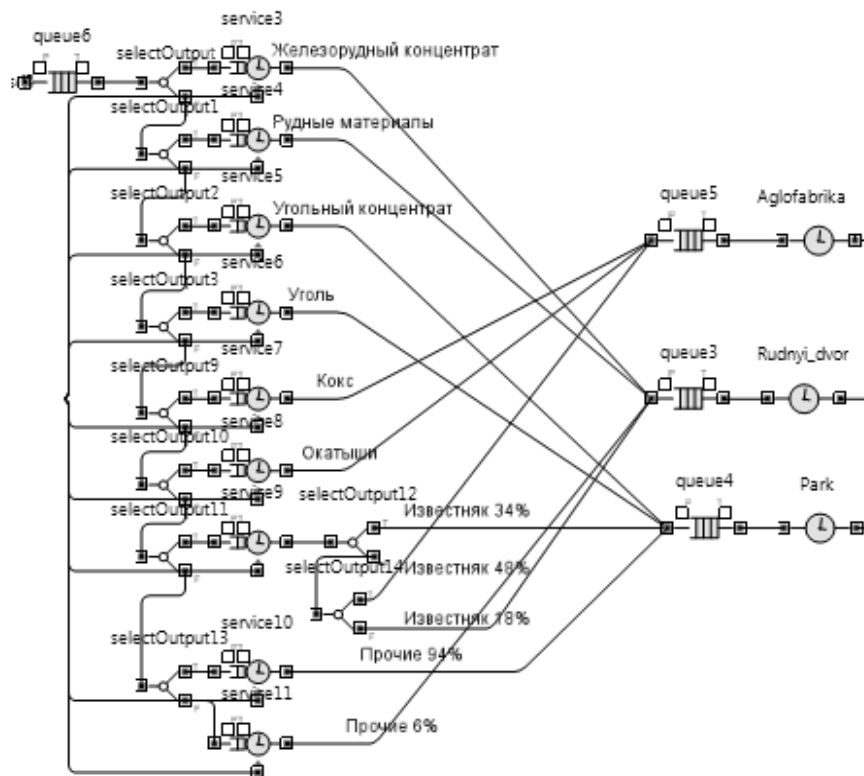 service3
queue6
selectOutput
Железорудный концентрат
service4
selectOutput1
Рудные материалы
service5
selectOutput2
queue5
Aglofabrika
Угольный концентрат
service6
selectOutput3
Уголь
service7
selectOutput9
queue3
Rudnyi_dvor
Кокс
service8
selectOutput10
Окатыши
service9
selectOutput12
queue4
Park
selectOutput11
Известняк 34%
selectOutput14
Известняк 48%
service10
Известняк 18%
selectOutput13
Прочие 94%
service11
Прочие 6%